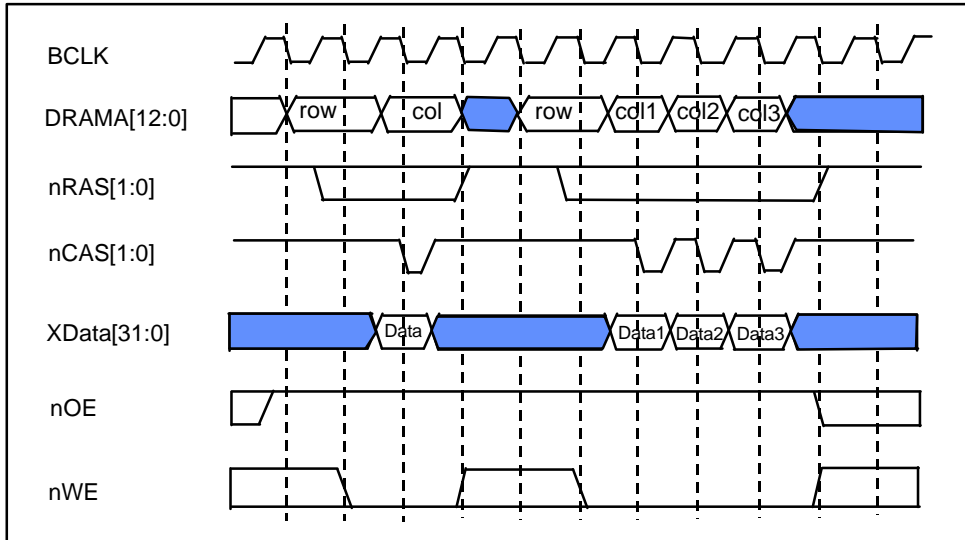 BCLK
DRAMA[12:0] row col row col1 col2 col3
nRAS[1:0]
nCAS[1:0]
XData[31:0] Data Data1 Data2 Data3
nOE
nWE